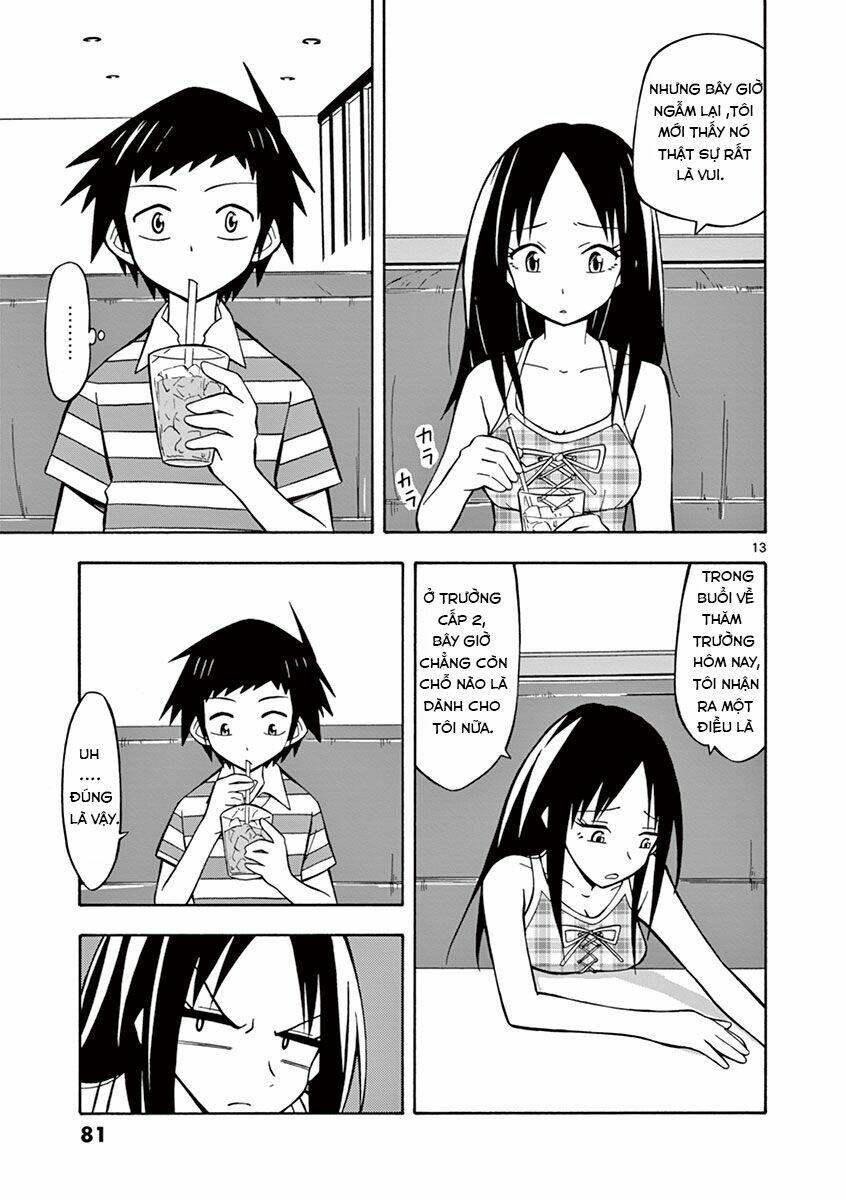 NHƯNG BÂY GIỜ
NGẪM LẠI ,TÔI
MỚI THẤY NÓ
THẬT SỰ RẤT
LÀ VUI.
カラ
カラ
..........
13
TRONG
BUỔI VỀ
THĂM
TRƯỜNG
HÔM NAY,
TÔI NHẬN
RA MỘT
ĐIỀU LÀ
Ở TRƯỜNG
CẤP 2,
BÂY GIỜ
CHẲNG CÒN
CHỖ NÀO LÀ
DÀNH CHO
TÔI NỮA.
UH
....
ĐÚNG
LÀ VẬY.
81